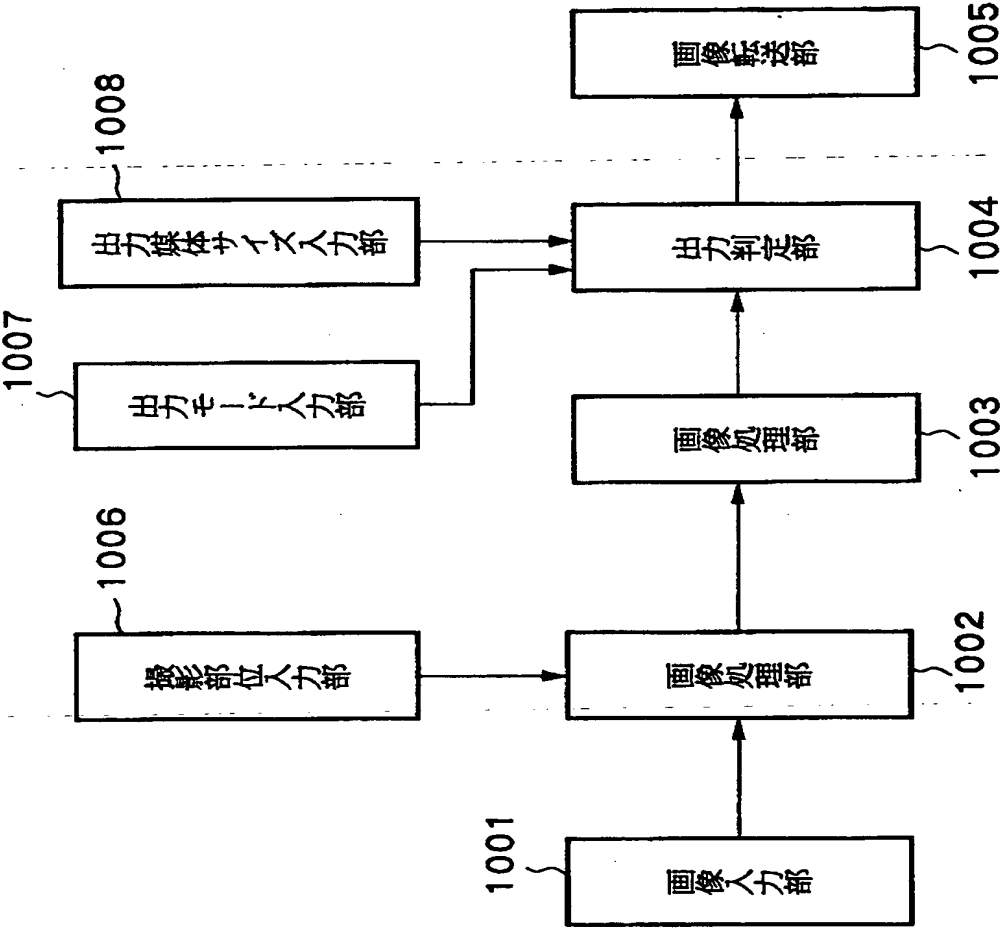 1008
出力媒体サイズ入力部
1007
出力モード入力部
1006
撮影部位入力部
画像転送部
1005
出力判定部
1004
画像処理部
1003
画像処理部
1002
1001
画像入力部